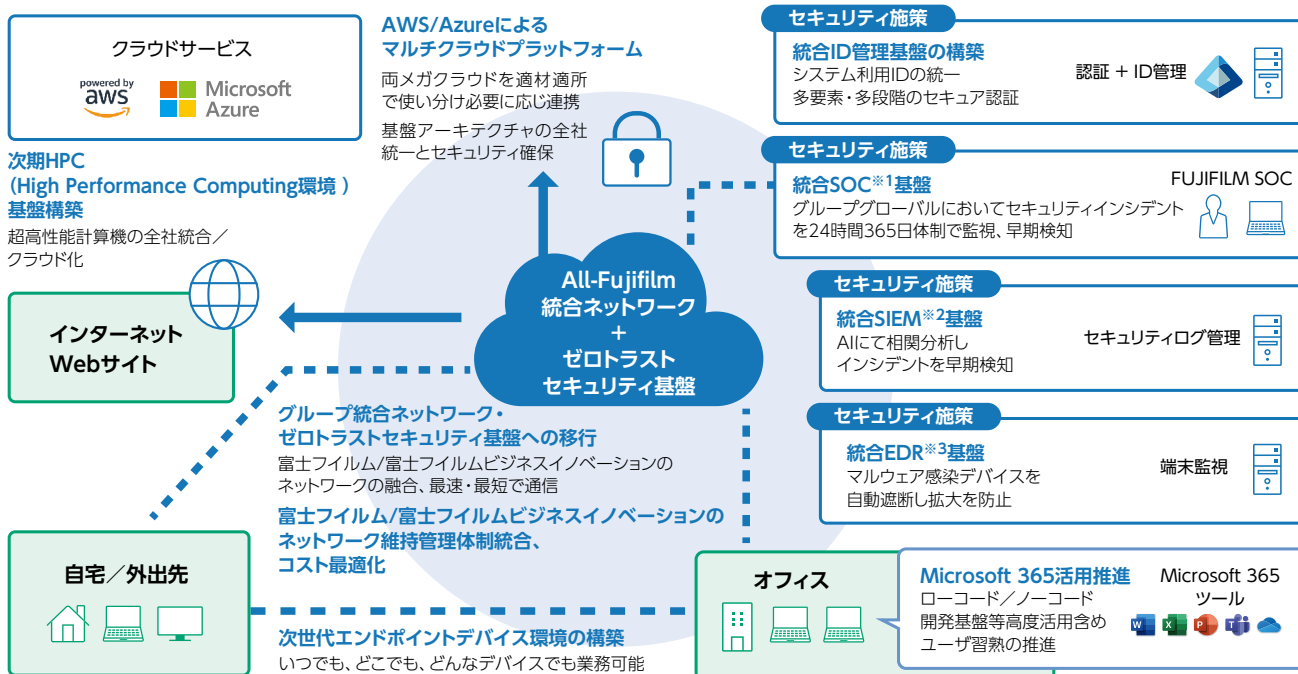 クラウドサービス
powered by
aws
Microsoft
Azure
次期HPC
（High Performance Computing環境）
基盤構築
超高性能計算機の全社統合／
クラウド化
AWS/Azureによる
マルチクラウドプラットフォーム
両メガクラウドを適材適所
で使い分け必要に応じ連携
基盤アーキテクチャの全社
統一とセキュリティ確保
セキュリティ施策
統合ID管理基盤の構築
システム利用IDの統一
多要素・多段階のセキュア認証
認証 + ID管理
セキュリティ施策
統合SOC※1基盤
グループグローバルにおいてセキュリティインシデント
を24時間365日体制で監視、早期検知
FUJIFILM SOC
セキュリティ施策
統合SIEM※2基盤
AIにて相関分析し
インシデントを早期検知
セキュリティログ管理
セキュリティ施策
統合EDR※3基盤
マルウェア感染デバイスを
自動遮断し拡大を防止
端末監視
All-Fujifilm
統合ネットワーク
+
ゼロトラスト
セキュリティ基盤
インターネット
Webサイト
グループ統合ネットワーク・
ゼロトラストセキュリティ基盤への移行
富士フイルム/富士フイルムビジネスイノベーションの
ネットワークの融合、最速・最短で通信
富士フイルム/富士フイルムビジネスイノベーションの
ネットワーク維持管理体制統合、
コスト最適化
自宅／外出先
次世代エンドポイントデバイス環境の構築
いつでも、どこでも、どんなデバイスでも業務可能
オフィス
Microsoft 365活用推進
ローコード／ノーコード
開発基盤等高度活用含め
ユーザ習熟の推進
Microsoft 365
ツール
W
X
P
T